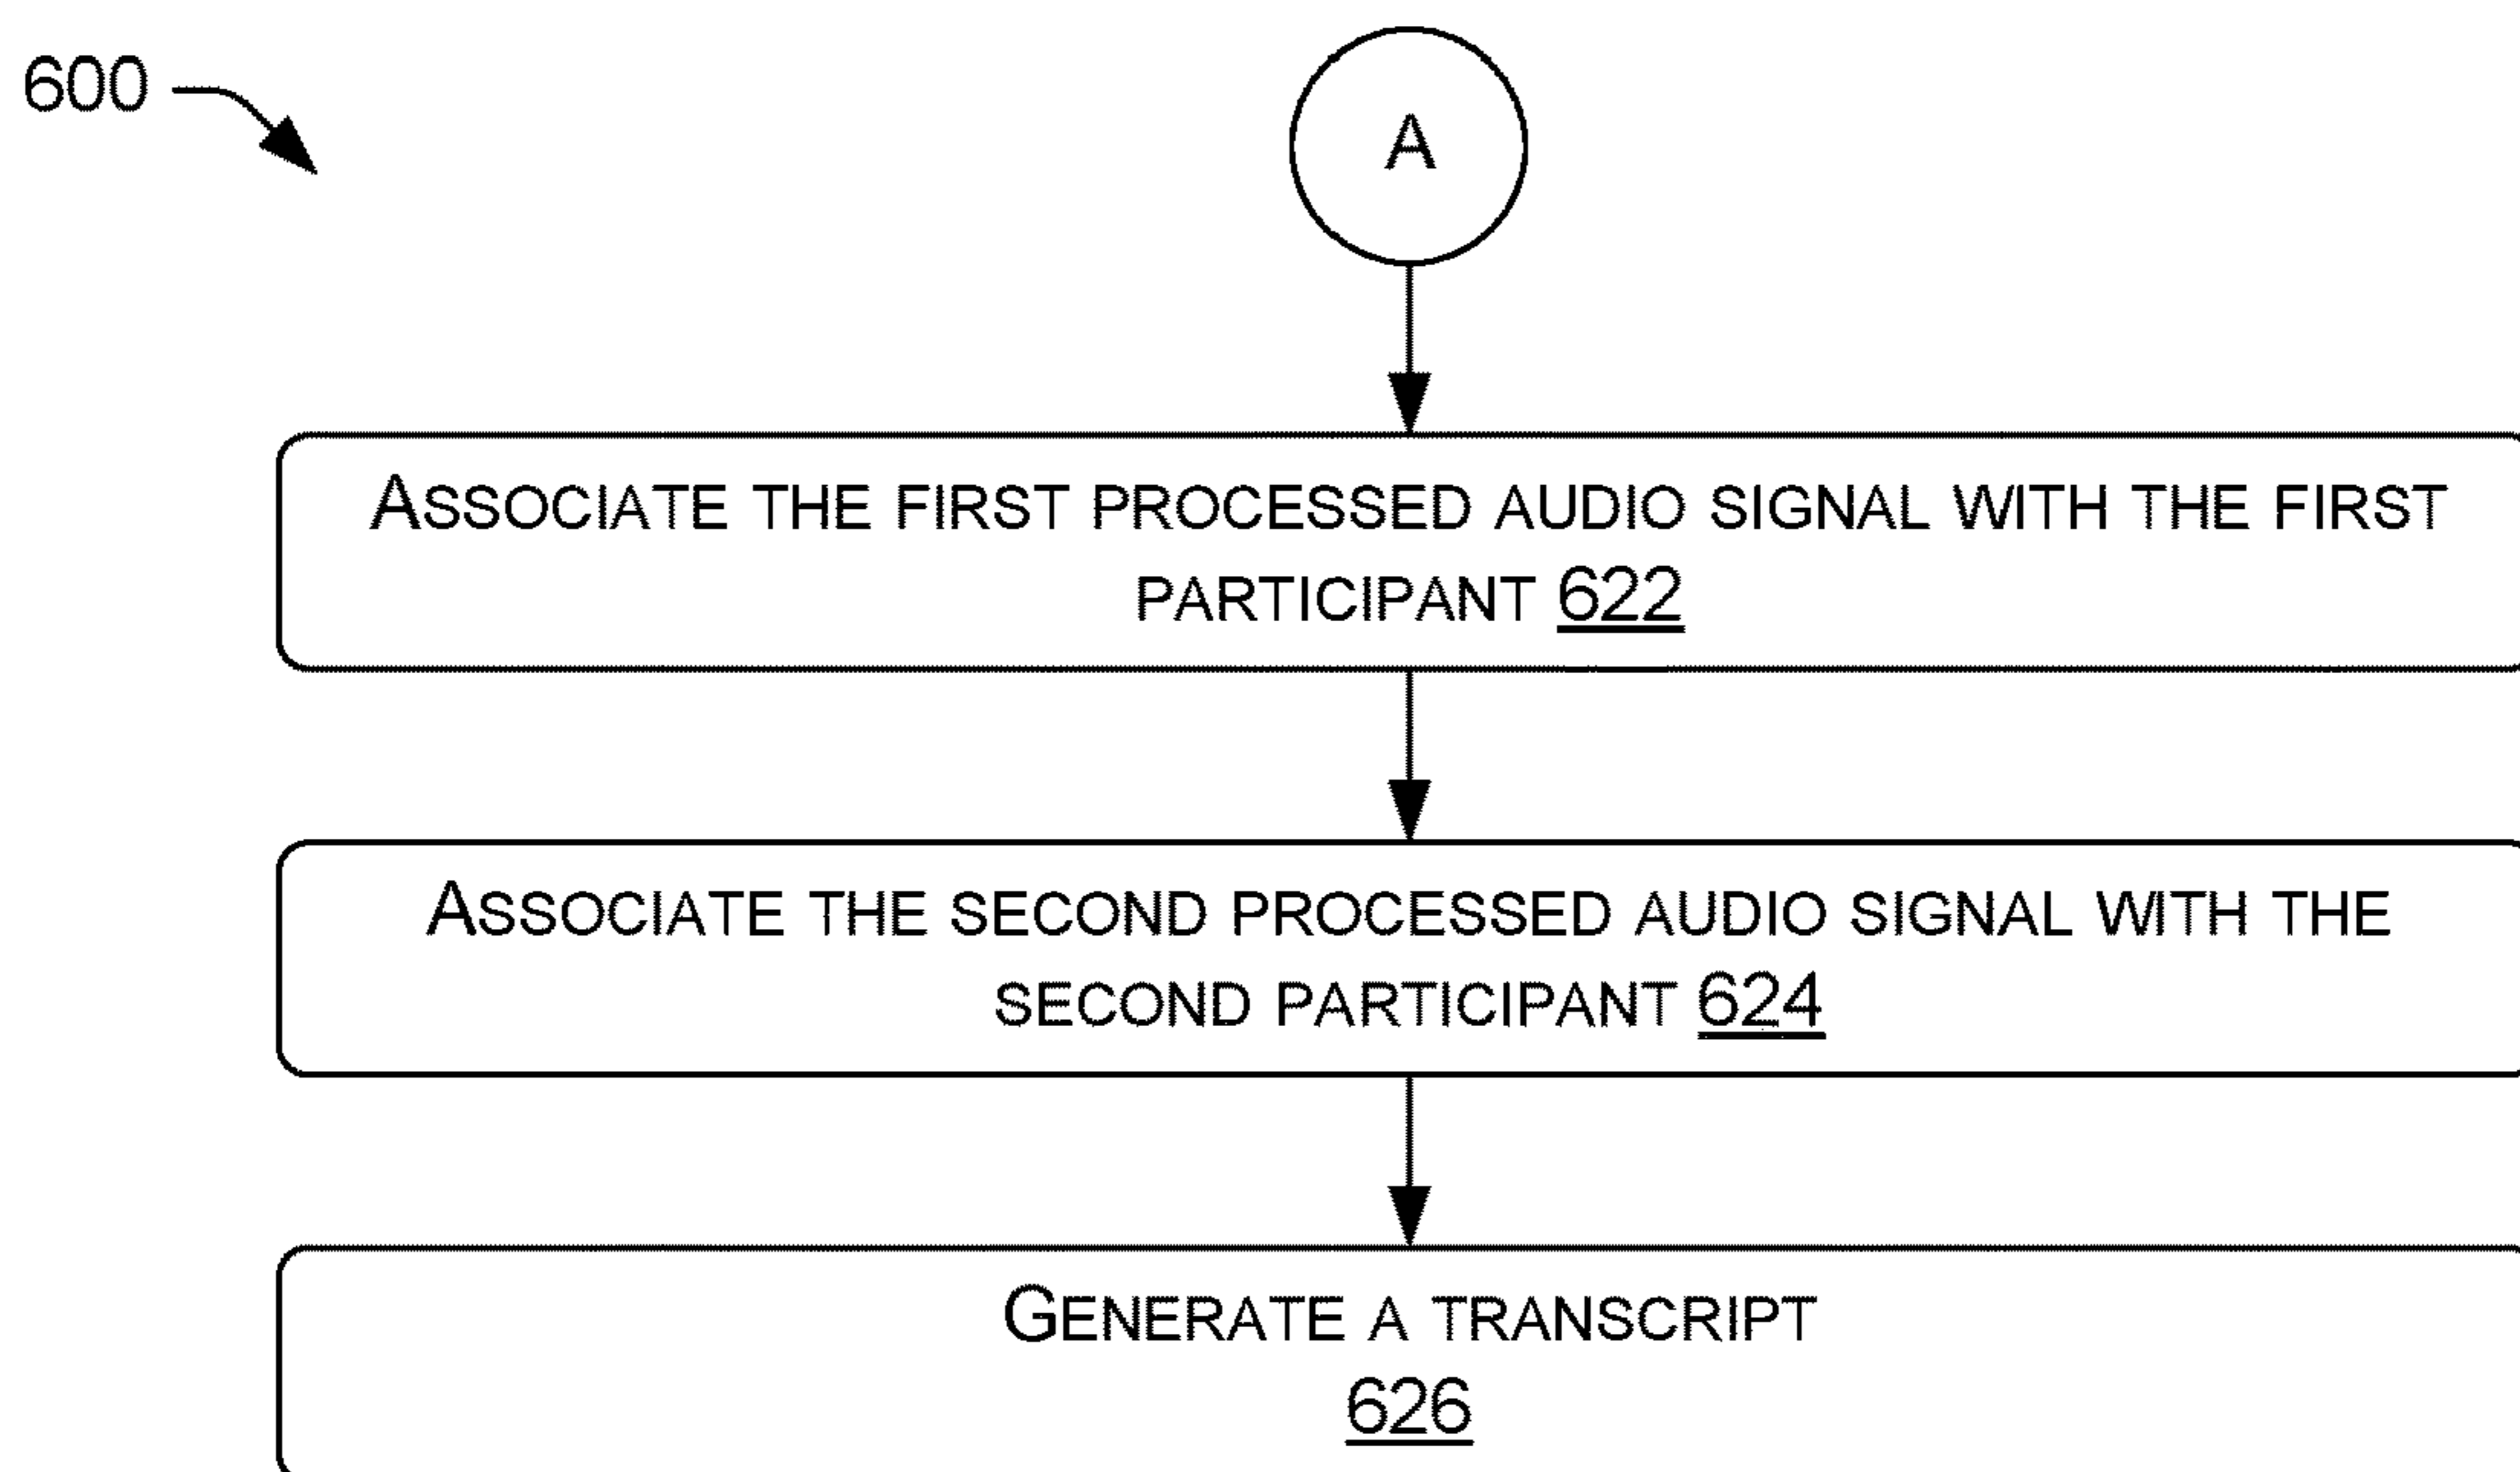 600
A
ASSOCIATE THE FIRST PROCESSED AUDIO SIGNAL WITH THE FIRST
PARTICIPANT 622
ASSOCIATE THE SECOND PROCESSED AUDIO SIGNAL WITH THE
SECOND PARTICIPANT 624
GENERATE A TRANSCRIPT
626